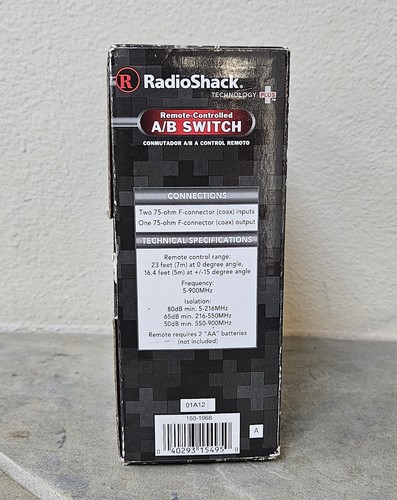 R RadioShack.
TECHNOLOGY PLUS
Remote-Controlled
A/B SWITCH
CONMUTADOR A/B A CONTROL REMOTO
CONNECTIONS
Two 75-ohm F-connector (coax) inputs
One 75-ohm F-connector (coax) output
TECHNICAL SPECIFICATIONS
Remote control range:
23 feet (7m) at 0 degree angle,
16.4 feet (5m) at +/-15 degree angle
Frequency:
5-900MHz
Isolation:
80dB min. 5-216MHz
65dB min. 216-550MHz
50dB min. 550-900MHz
Remote requires 2 "AA" batteries
(not included)
01A12
150-1968
A
0 40293 15495 0